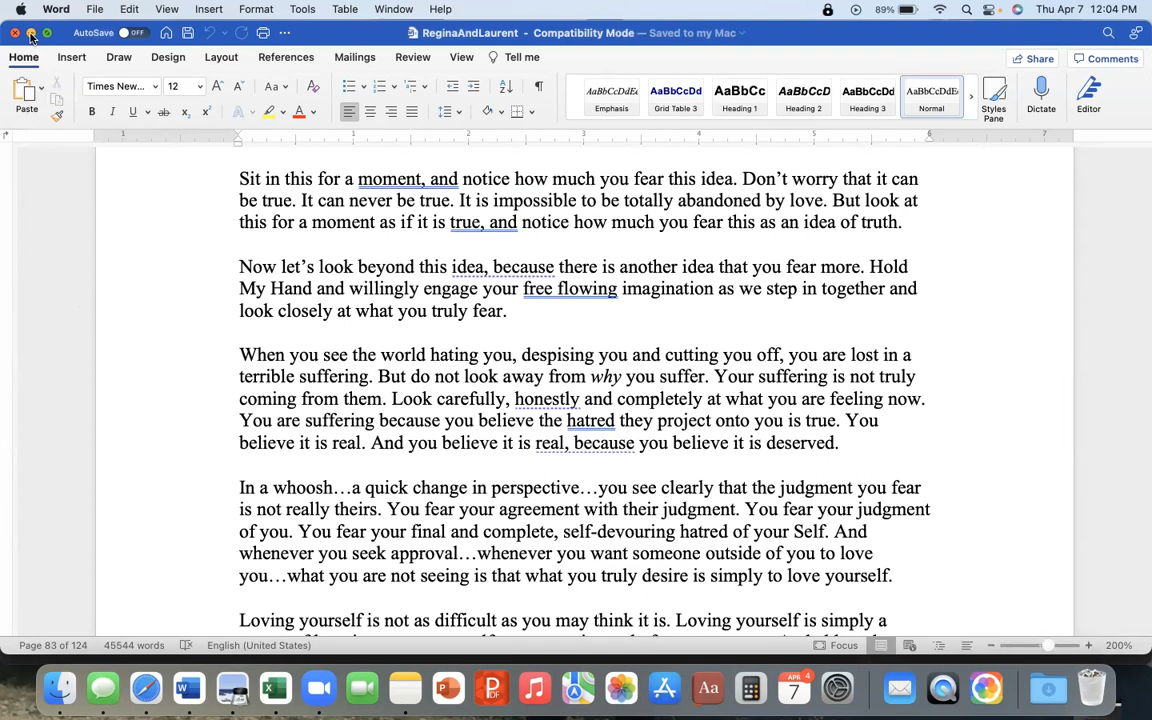 Word File Edit View Insert Format Tools Table Window Help 89% Thu Apr 7 12:04 PM
AutoSave OFF ReginaAndLaurent - Compatibility Mode — Saved to my Mac
Home Insert Draw Design Layout References Mailings Review View Tell me Share Comments
Times New... 12 Aa
Paste
AaBbCcDdEe AaBbCcDd AaBbCc AaBbCcD AaBbCcDd AaBbCcDdEe
Emphasis Grid Table 3 Heading 1 Heading 2 Heading 3 Normal Styles Pane Dictate Editor
B I U ab x₂ x² A A
1 1 2 3 4 5 6 7
Sit in this for a moment, and notice how much you fear this idea. Don’t worry that it can
be true. It can never be true. It is impossible to be totally abandoned by love. But look at
this for a moment as if it is true, and notice how much you fear this as an idea of truth.
Now let’s look beyond this idea, because there is another idea that you fear more. Hold
My Hand and willingly engage your free flowing imagination as we step in together and
look closely at what you truly fear.
When you see the world hating you, despising you and cutting you off, you are lost in a
terrible suffering. But do not look away from why you suffer. Your suffering is not truly
coming from them. Look carefully, honestly and completely at what you are feeling now.
You are suffering because you believe the hatred they project onto you is true. You
believe it is real. And you believe it is real, because you believe it is deserved.
In a whoosh…a quick change in perspective…you see clearly that the judgment you fear
is not really theirs. You fear your agreement with their judgment. You fear your judgment
of you. You fear your final and complete, self-devouring hatred of your Self. And
whenever you seek approval…whenever you want someone outside of you to love
you…what you are not seeing is that what you truly desire is simply to love yourself.
Loving yourself is not as difficult as you may think it is. Loving yourself is simply a
Page 83 of 124 45544 words English (United States) Focus 200%
APR 4
7
Aa